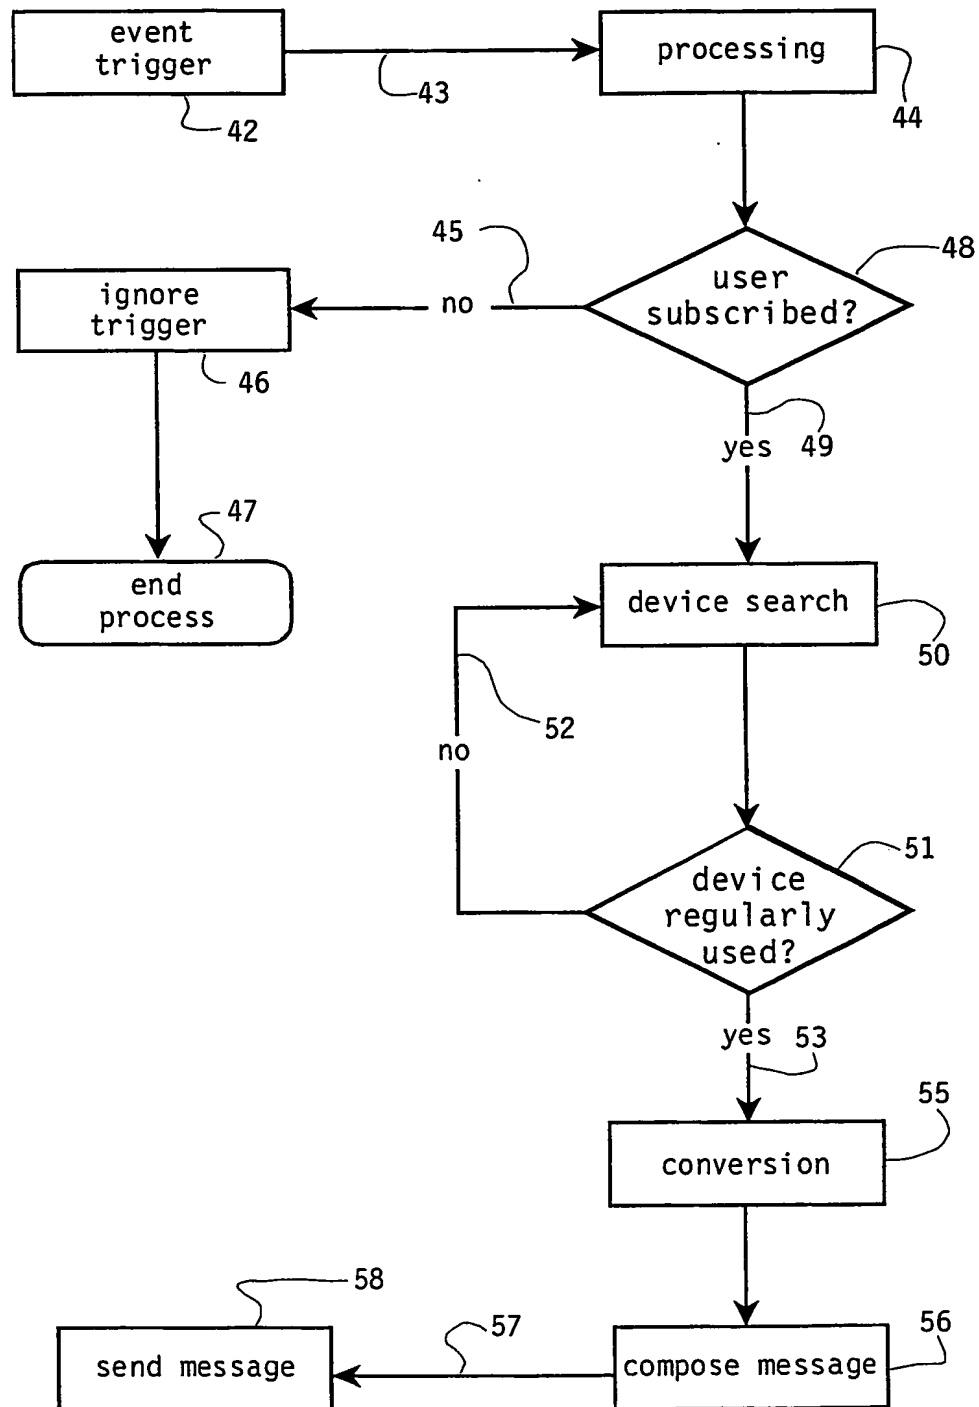 event
trigger
processing
43
44
42
45
48
user
subscribed?
no
ignore
trigger
46
yes 49
47
end
process
device search
50
52
no
51
device
regularly
used?
yes 53
55
conversion
58
57
56
send message
compose message